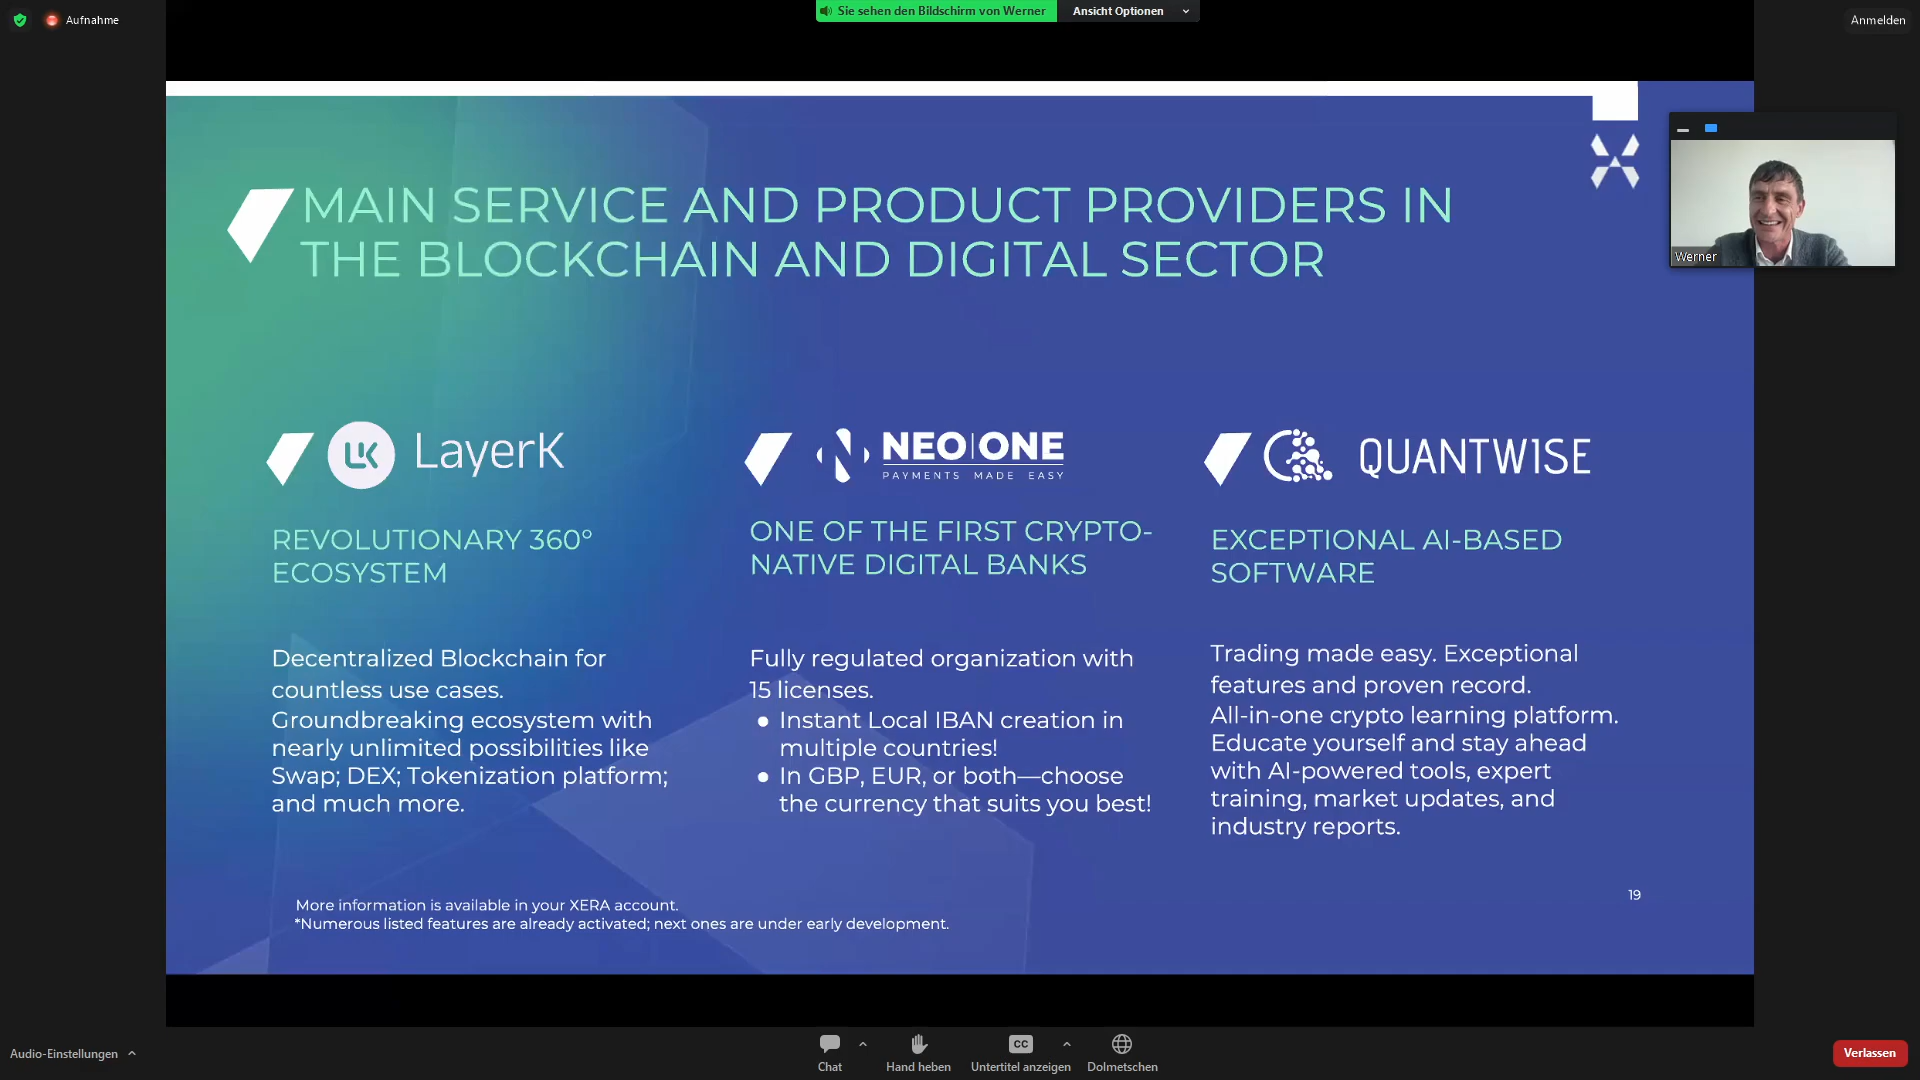 Aufnahme
Sie sehen den Bildschirm von Werner
Ansicht Optionen
Anmelden
MAIN SERVICE AND PRODUCT PROVIDERS IN
THE BLOCKCHAIN AND DIGITAL SECTOR
Werner
LK LayerK
REVOLUTIONARY 360°
ECOSYSTEM
Decentralized Blockchain for
countless use cases.
Groundbreaking ecosystem with
nearly unlimited possibilities like
Swap; DEX; Tokenization platform;
and much more.
N NEO|ONE
PAYMENTS MADE EASY
ONE OF THE FIRST CRYPTO-
NATIVE DIGITAL BANKS
Fully regulated organization with
15 licenses.
● Instant Local IBAN creation in
multiple countries!
● In GBP, EUR, or both—choose
the currency that suits you best!
QUANTWISE
EXCEPTIONAL AI-BASED
SOFTWARE
Trading made easy. Exceptional
features and proven record.
All-in-one crypto learning platform.
Educate yourself and stay ahead
with AI-powered tools, expert
training, market updates, and
industry reports.
More information is available in your XERA account.
*Numerous listed features are already activated; next ones are under early development.
19
Audio-Einstellungen
Chat
Hand heben
CC
Untertitel anzeigen
Dolmetschen
Verlassen